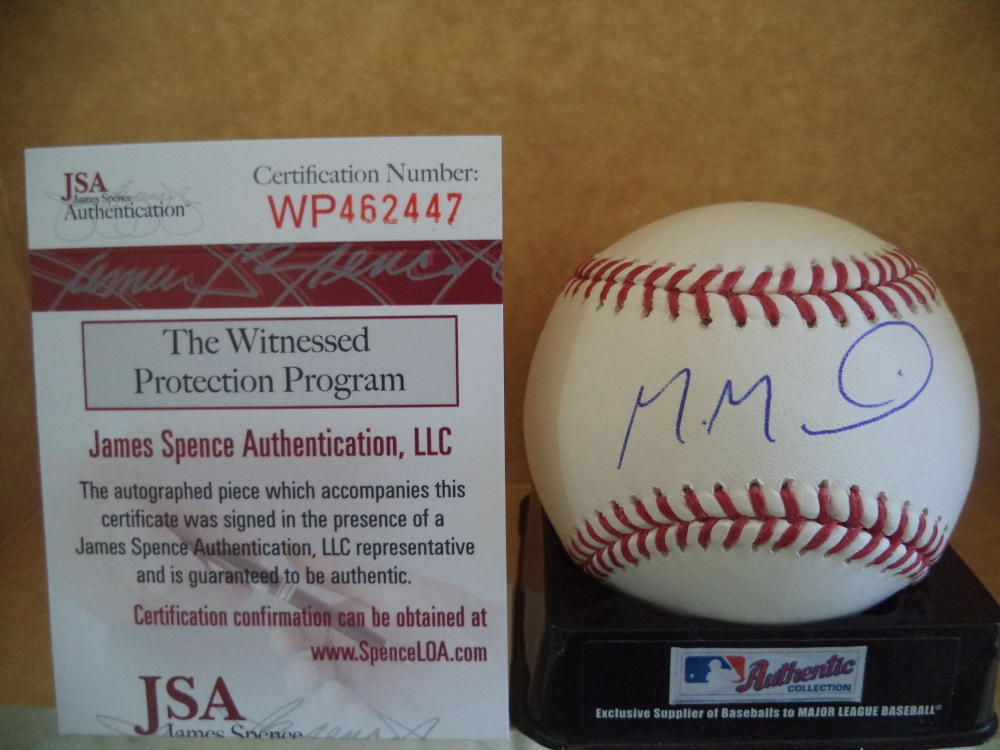 JSA
James Spence
Authentication
Certification Number:
WP462447
The Witnessed
Protection Program
James Spence Authentication, LLC
The autographed piece which accompanies this
certificate was signed in the presence of a
James Spence Authentication, LLC representative
and is guaranteed to be authentic.
Certification confirmation can be obtained at
www.SpenceLOA.com
JSA
James Spence
M.M
Authentic
COLLECTION
Exclusive Supplier of Baseballs to MAJOR LEAGUE BASEBALL®